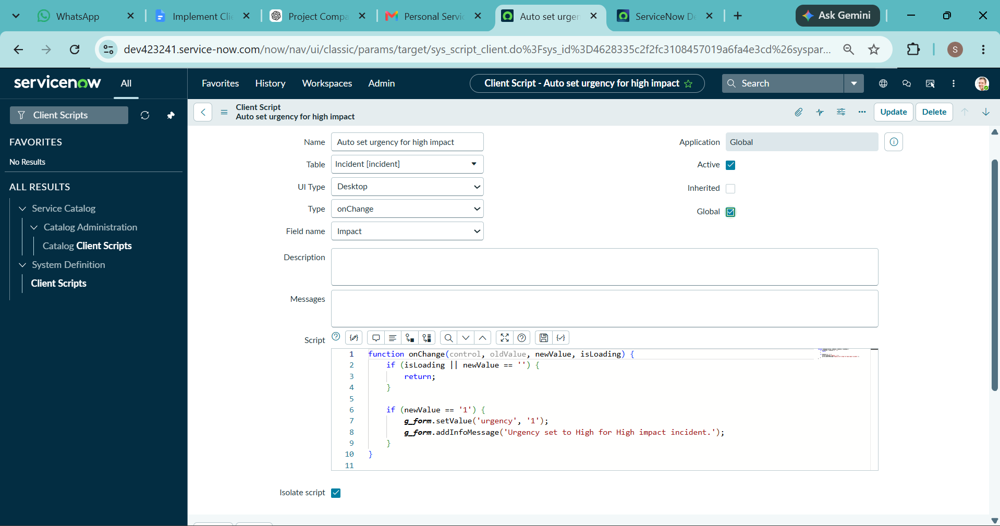 WhatsApp
Implement Clie
Project Compa
Personal Servic
Auto set urgen
ServiceNow De
Ask Gemini
dev423241.service-now.com/now/nav/ui/classic/params/target/sys_script_client.do%3Fsys_id%3D4628335c2f2fc3108457019a6fa4e3cd%26syspar...
S
servicenow
All
Favorites
History
Workspaces
Admin
Client Script - Auto set urgency for high impact
Search
Client Scripts
Client Script
Auto set urgency for high impact
Update
Delete
FAVORITES
No Results
ALL RESULTS
Service Catalog
Catalog Administration
Catalog Client Scripts
System Definition
Client Scripts
Name Auto set urgency for high impact
Application Global
Table Incident [incident]
Active
UI Type Desktop
Inherited
Type onChange
Global
Field name Impact
Description
Messages
Script
1 function onChange(control, oldValue, newValue, isLoading) {
2 if (isLoading || newValue == '') {
3 return;
4 }
5
6 if (newValue == '1') {
7 g_form.setValue('urgency', '1');
8 g_form.addInfoMessage('Urgency set to High for High impact incident.');
9 }
10 }
11
Isolate script